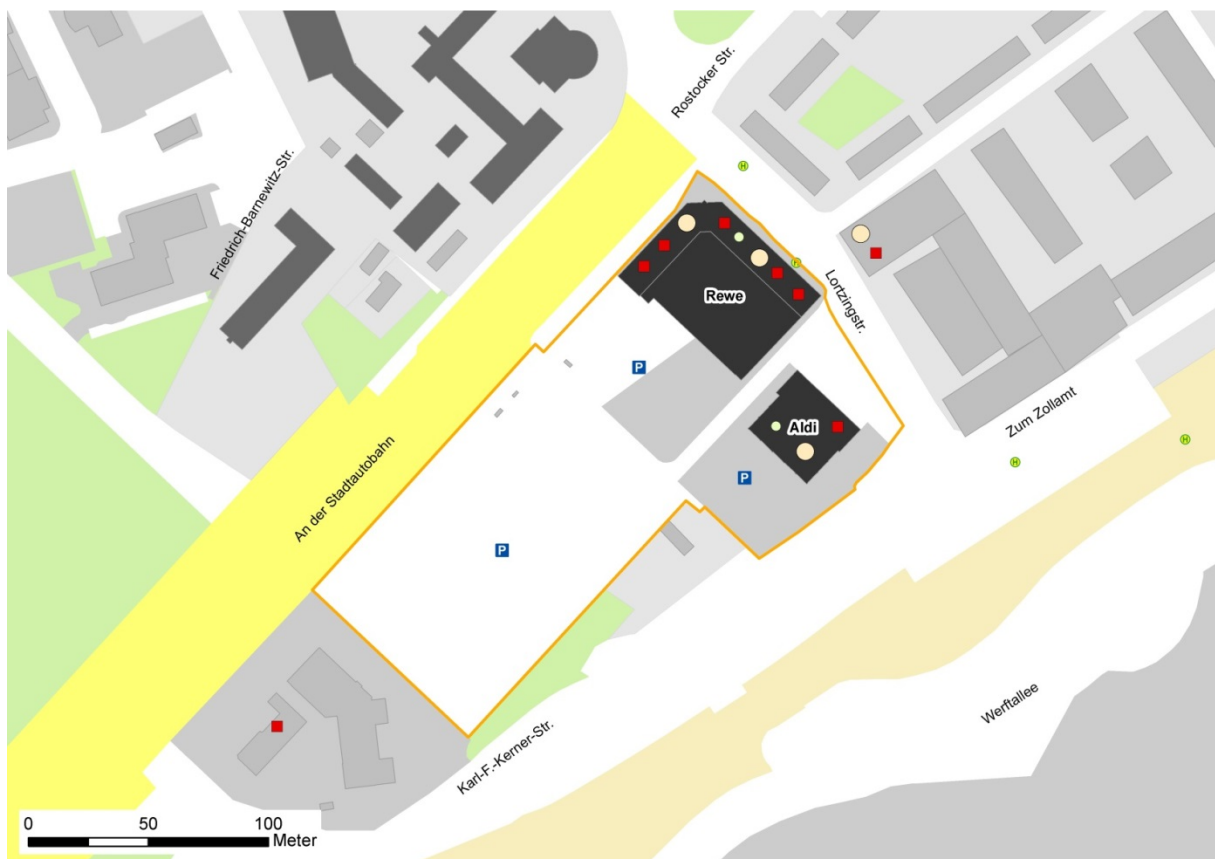 Rostocker Str.
Friedrich-Barnewitz-Str.
H
H
Rewe
Lortzingstr.
P
Aldi
Zum Zollamt
H
H
P
An der Stadtautobahn
P
Werftallee
Karl-F.-Kerner-Str.
0 50 100
Meter